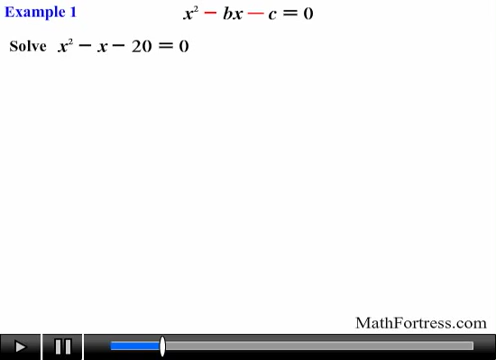 Example 1
x² − bx − c = 0
Solve x² − x − 20 = 0
MathFortress.com